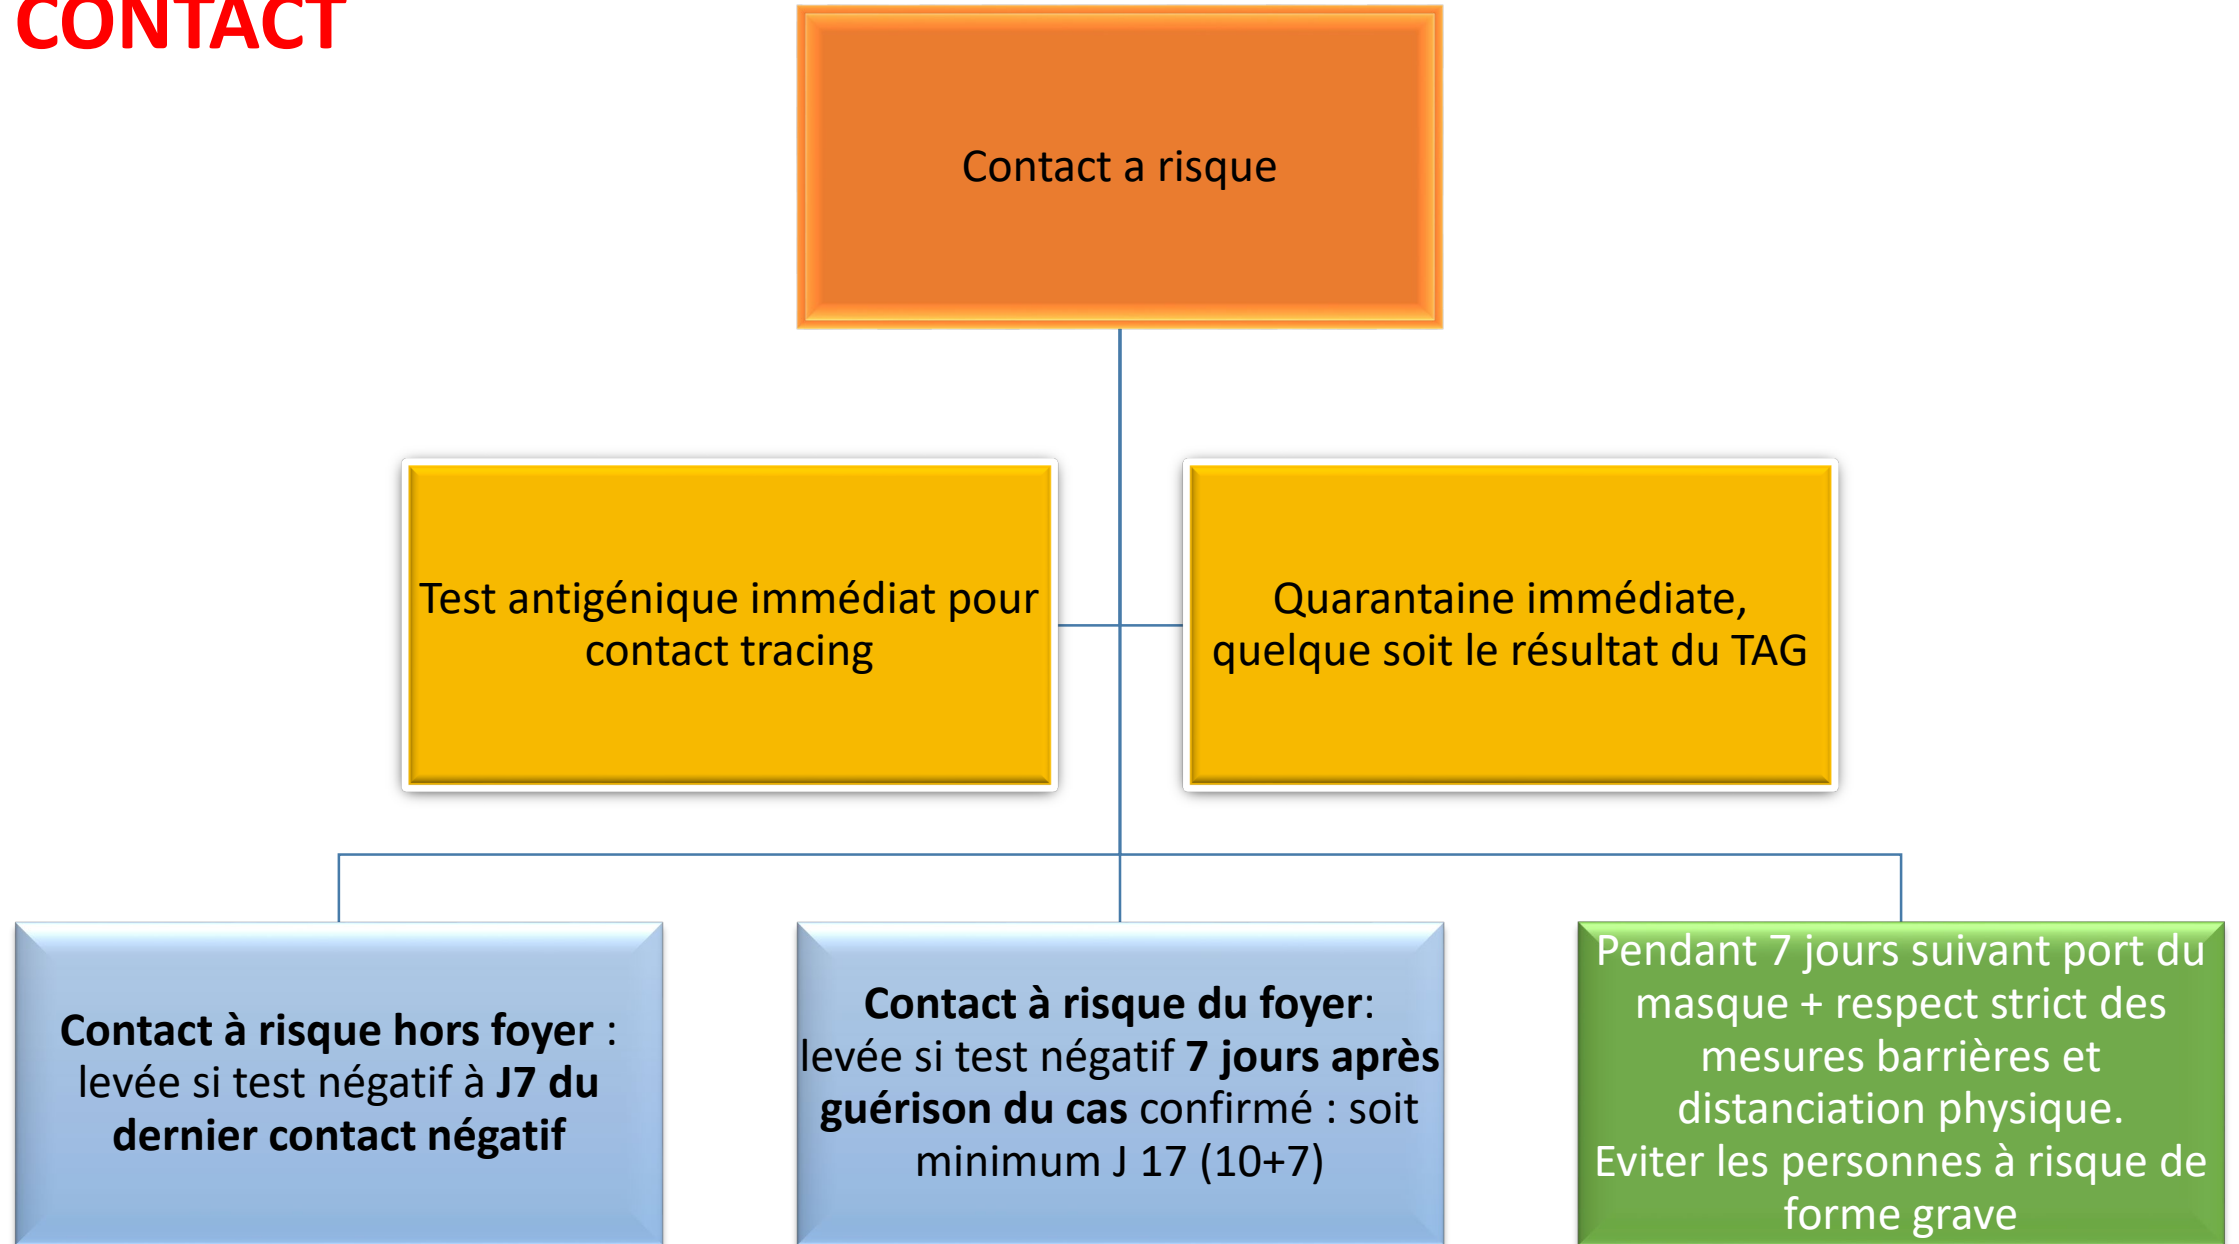 CONTACT
Contact a risque
Test antigénique immédiat pour
contact tracing
Quarantaine immédiate,
quelque soit le résultat du TAG
Contact à risque hors foyer :
levée si test négatif à J7 du
dernier contact négatif
Contact à risque du foyer:
levée si test négatif 7 jours après
guérison du cas confirmé : soit
minimum J 17 (10+7)
Pendant 7 jours suivant port du
masque + respect strict des
mesures barrières et
distanciation physique.
Eviter les personnes à risque de
forme grave